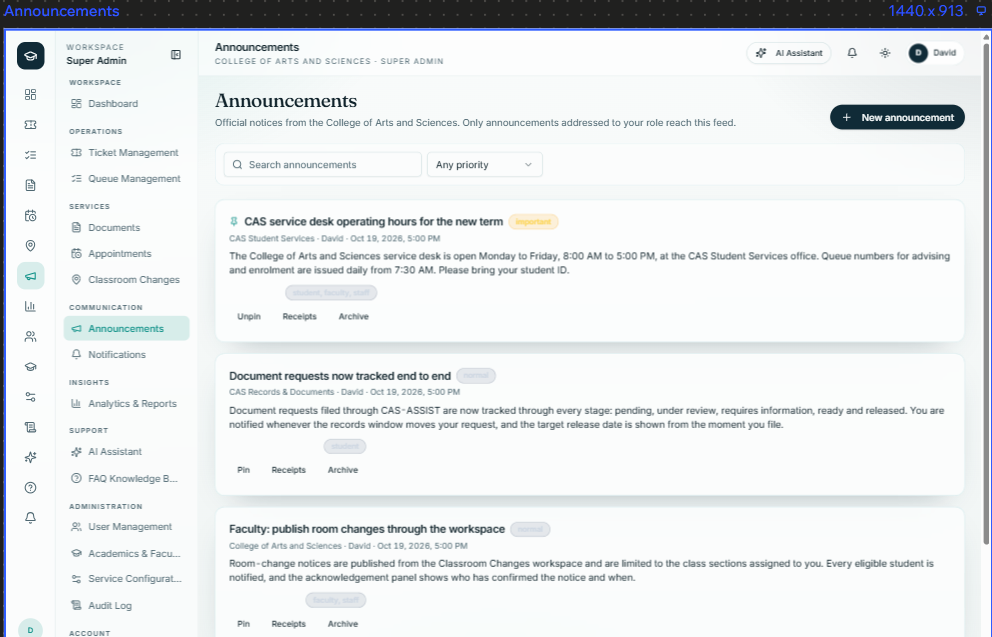 Announcements
1440 x 913
WORKSPACE
Super Admin
WORKSPACE
Dashboard
OPERATIONS
Ticket Management
Queue Management
SERVICES
Documents
Appointments
Classroom Changes
COMMUNICATION
Announcements
Notifications
INSIGHTS
Analytics & Reports
SUPPORT
AI Assistant
FAQ Knowledge B...
ADMINISTRATION
User Management
Academics & Facu...
Service Configurat...
Audit Log
ACCOUNT
D
Announcements
COLLEGE OF ARTS AND SCIENCES - SUPER ADMIN
AI Assistant
D David
Announcements
Official notices from the College of Arts and Sciences. Only announcements addressed to your role reach this feed.
New announcement
Search announcements
Any priority
CAS service desk operating hours for the new term important
CAS Student Services · David · Oct 19, 2026, 5:00 PM
The College of Arts and Sciences service desk is open Monday to Friday, 8:00 AM to 5:00 PM, at the CAS Student Services office. Queue numbers for advising
and enrolment are issued daily from 7:30 AM. Please bring your student ID.
student, faculty, staff
Unpin Receipts Archive
Document requests now tracked end to end normal
CAS Records & Documents · David · Oct 19, 2026, 5:00 PM
Document requests filed through CAS-ASSIST are now tracked through every stage: pending, under review, requires information, ready and released. You are
notified whenever the records window moves your request, and the target release date is shown from the moment you file.
student
Pin Receipts Archive
Faculty: publish room changes through the workspace normal
College of Arts and Sciences · David · Oct 19, 2026, 5:00 PM
Room-change notices are published from the Classroom Changes workspace and are limited to the class sections assigned to you. Every eligible student is
notified, and the acknowledgement panel shows who has confirmed the notice and when.
faculty, staff
Pin Receipts Archive